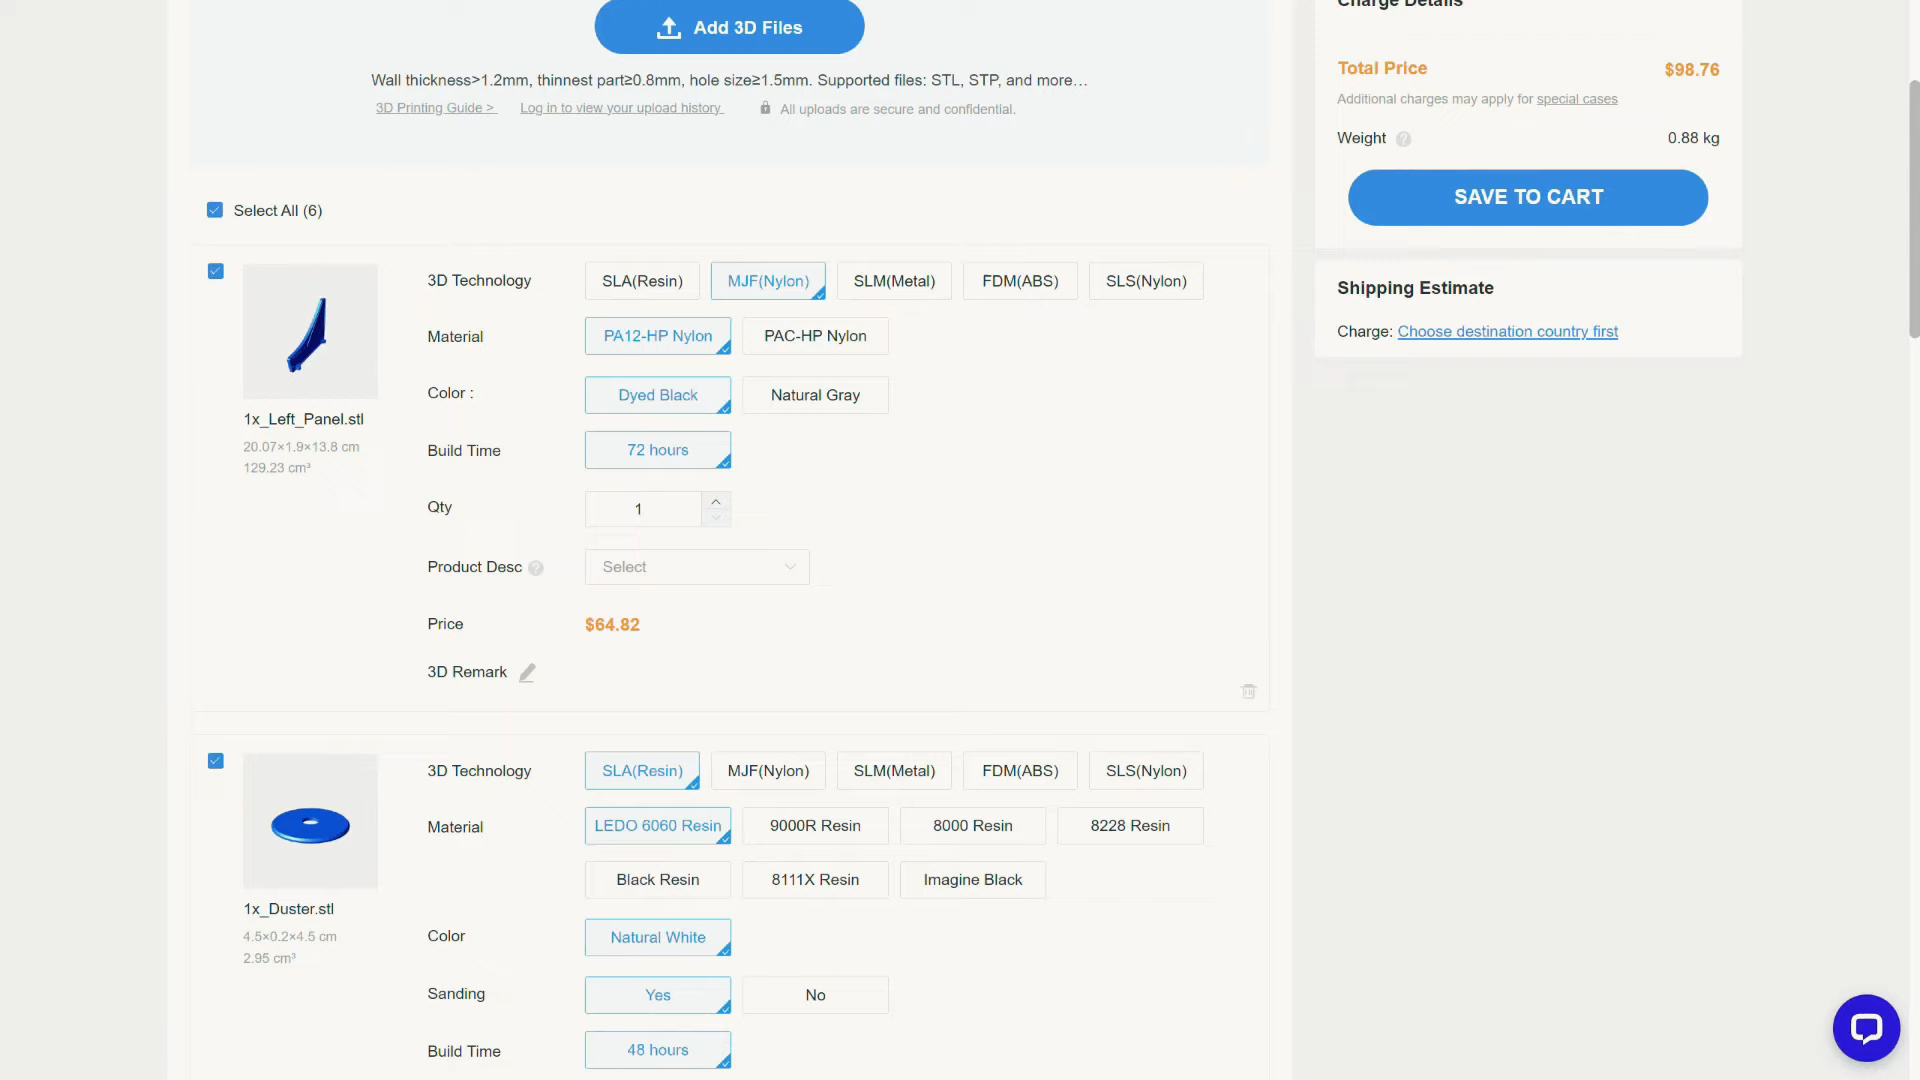 Charge Details
Add 3D Files
Wall thickness>1.2mm, thinnest part≥0.8mm, hole size≥1.5mm. Supported files: STL, STP, and more…
3D Printing Guide > Log in to view your upload history All uploads are secure and confidential.
Total Price $98.76
Additional charges may apply for special cases
Weight ? 0.88 kg
SAVE TO CART
Shipping Estimate
Charge: Choose destination country first
Select All (6)
3D Technology SLA(Resin) MJF(Nylon) SLM(Metal) FDM(ABS) SLS(Nylon)
Material PA12-HP Nylon PAC-HP Nylon
Color : Dyed Black Natural Gray
1x_Left_Panel.stl
20.07×1.9×13.8 cm
129.23 cm³
Build Time 72 hours
Qty 1
Product Desc ? Select
Price $64.82
3D Remark
3D Technology SLA(Resin) MJF(Nylon) SLM(Metal) FDM(ABS) SLS(Nylon)
Material LEDO 6060 Resin 9000R Resin 8000 Resin 8228 Resin
Black Resin 8111X Resin Imagine Black
1x_Duster.stl
4.5×0.2×4.5 cm
2.95 cm³
Color Natural White
Sanding Yes No
Build Time 48 hours